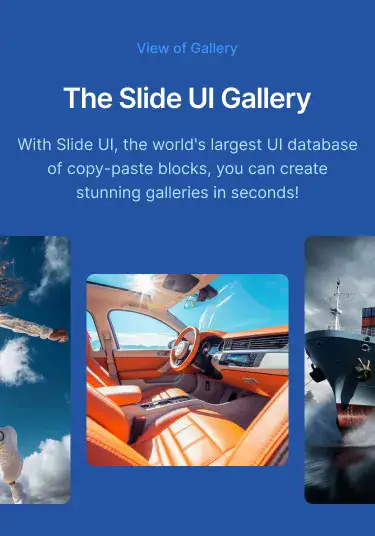 View of Gallery
The Slide UI Gallery
With Slide UI, the world's largest UI database
of copy-paste blocks, you can create
stunning galleries in seconds!